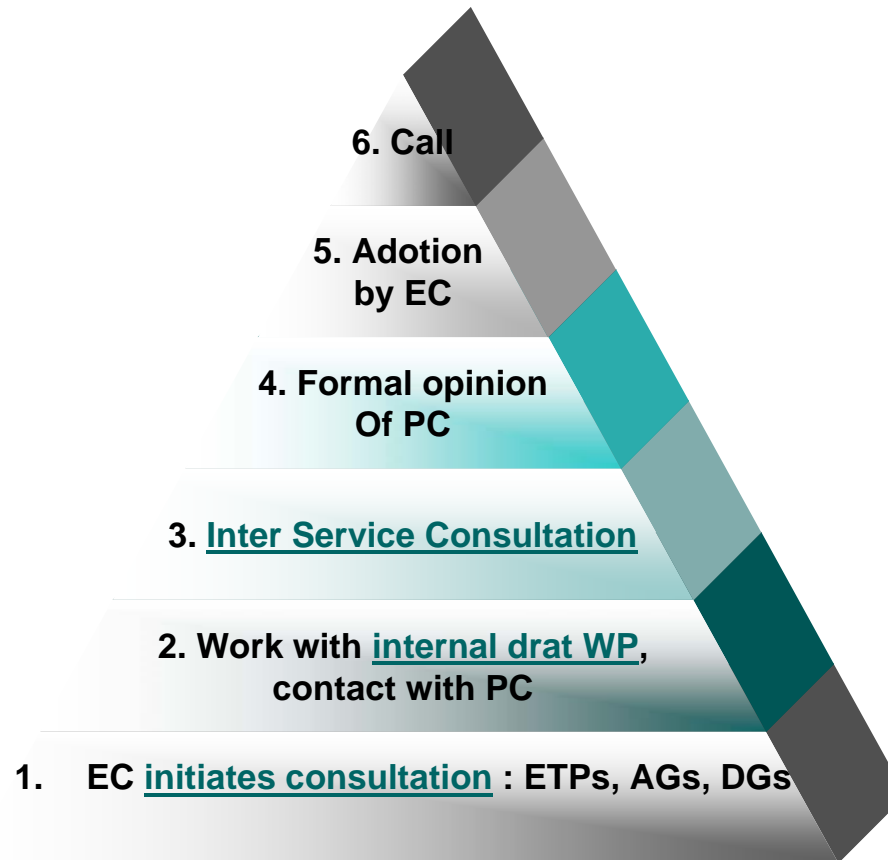 6. Call
5. Adotion
by EC
4. Formal opinion
Of PC
3. Inter Service Consultation
2. Work with internal drat WP,
contact with PC
1. EC initiates consultation : ETPs, AGs, DGs